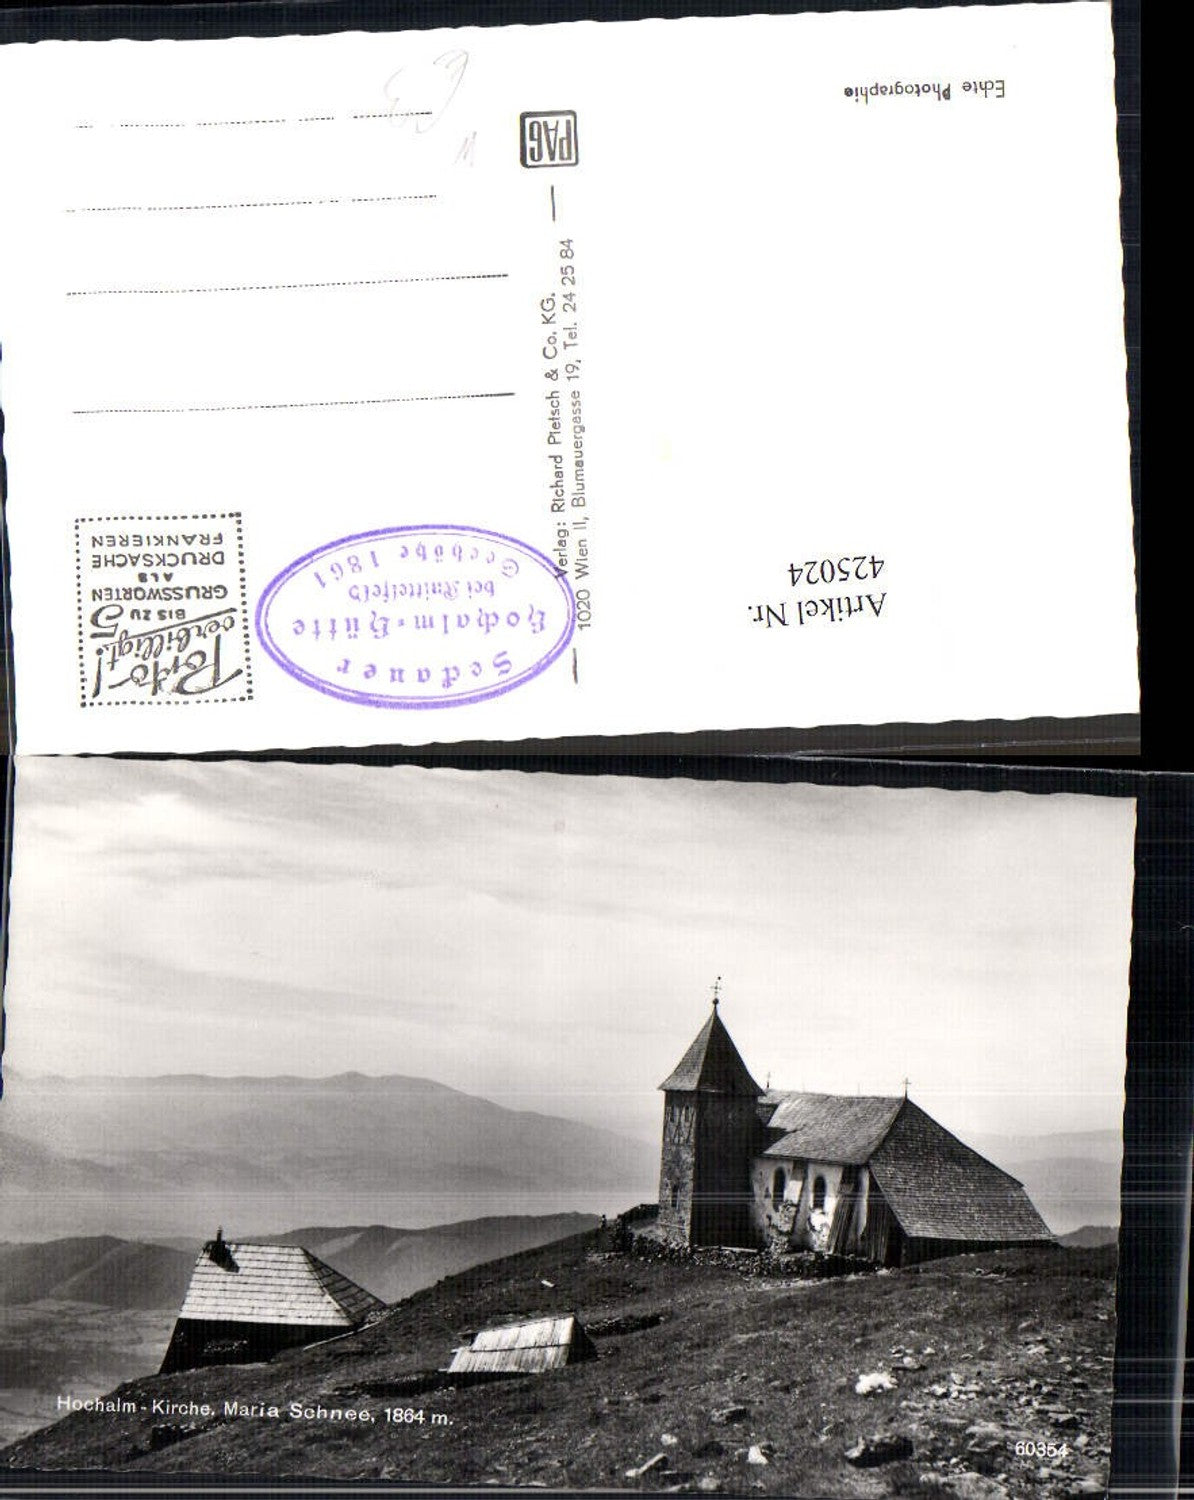 Echte Photographie
PAG
Verlag: Richard Pietsch & Co. KG.
1020 Wien II, Blumauergasse 19, Tel. 24 25 84
Artikel Nr.
425024
Porto-!
verbilligt
BIS ZU 5
GRUSSWORTEN
ALS
DRUCKSACHE
FRANKIEREN
Seckauer
Hochalm-Hütte
bei Knittelfeld
Seehöhe 1861
Hochalm-Kirche, Maria Schnee, 1864 m.
60354